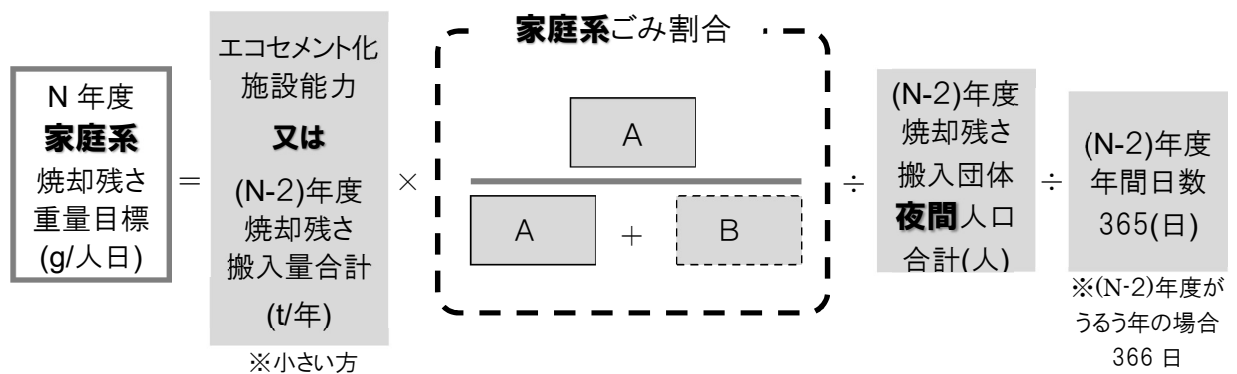 N 年度
家庭系
焼却残さ
重量目標
(g/人日)
＝
エコセメント化
施設能力
又は
(N-2)年度
焼却残さ
搬入量合計
(t/年)
※小さい方
×
家庭系ごみ割合
A
A ＋ B
÷
(N-2)年度
焼却残さ
搬入団体
夜間人口
合計(人)
÷
(N-2)年度
年間日数
365(日)
※(N-2)年度が
うるう年の場合
366 日